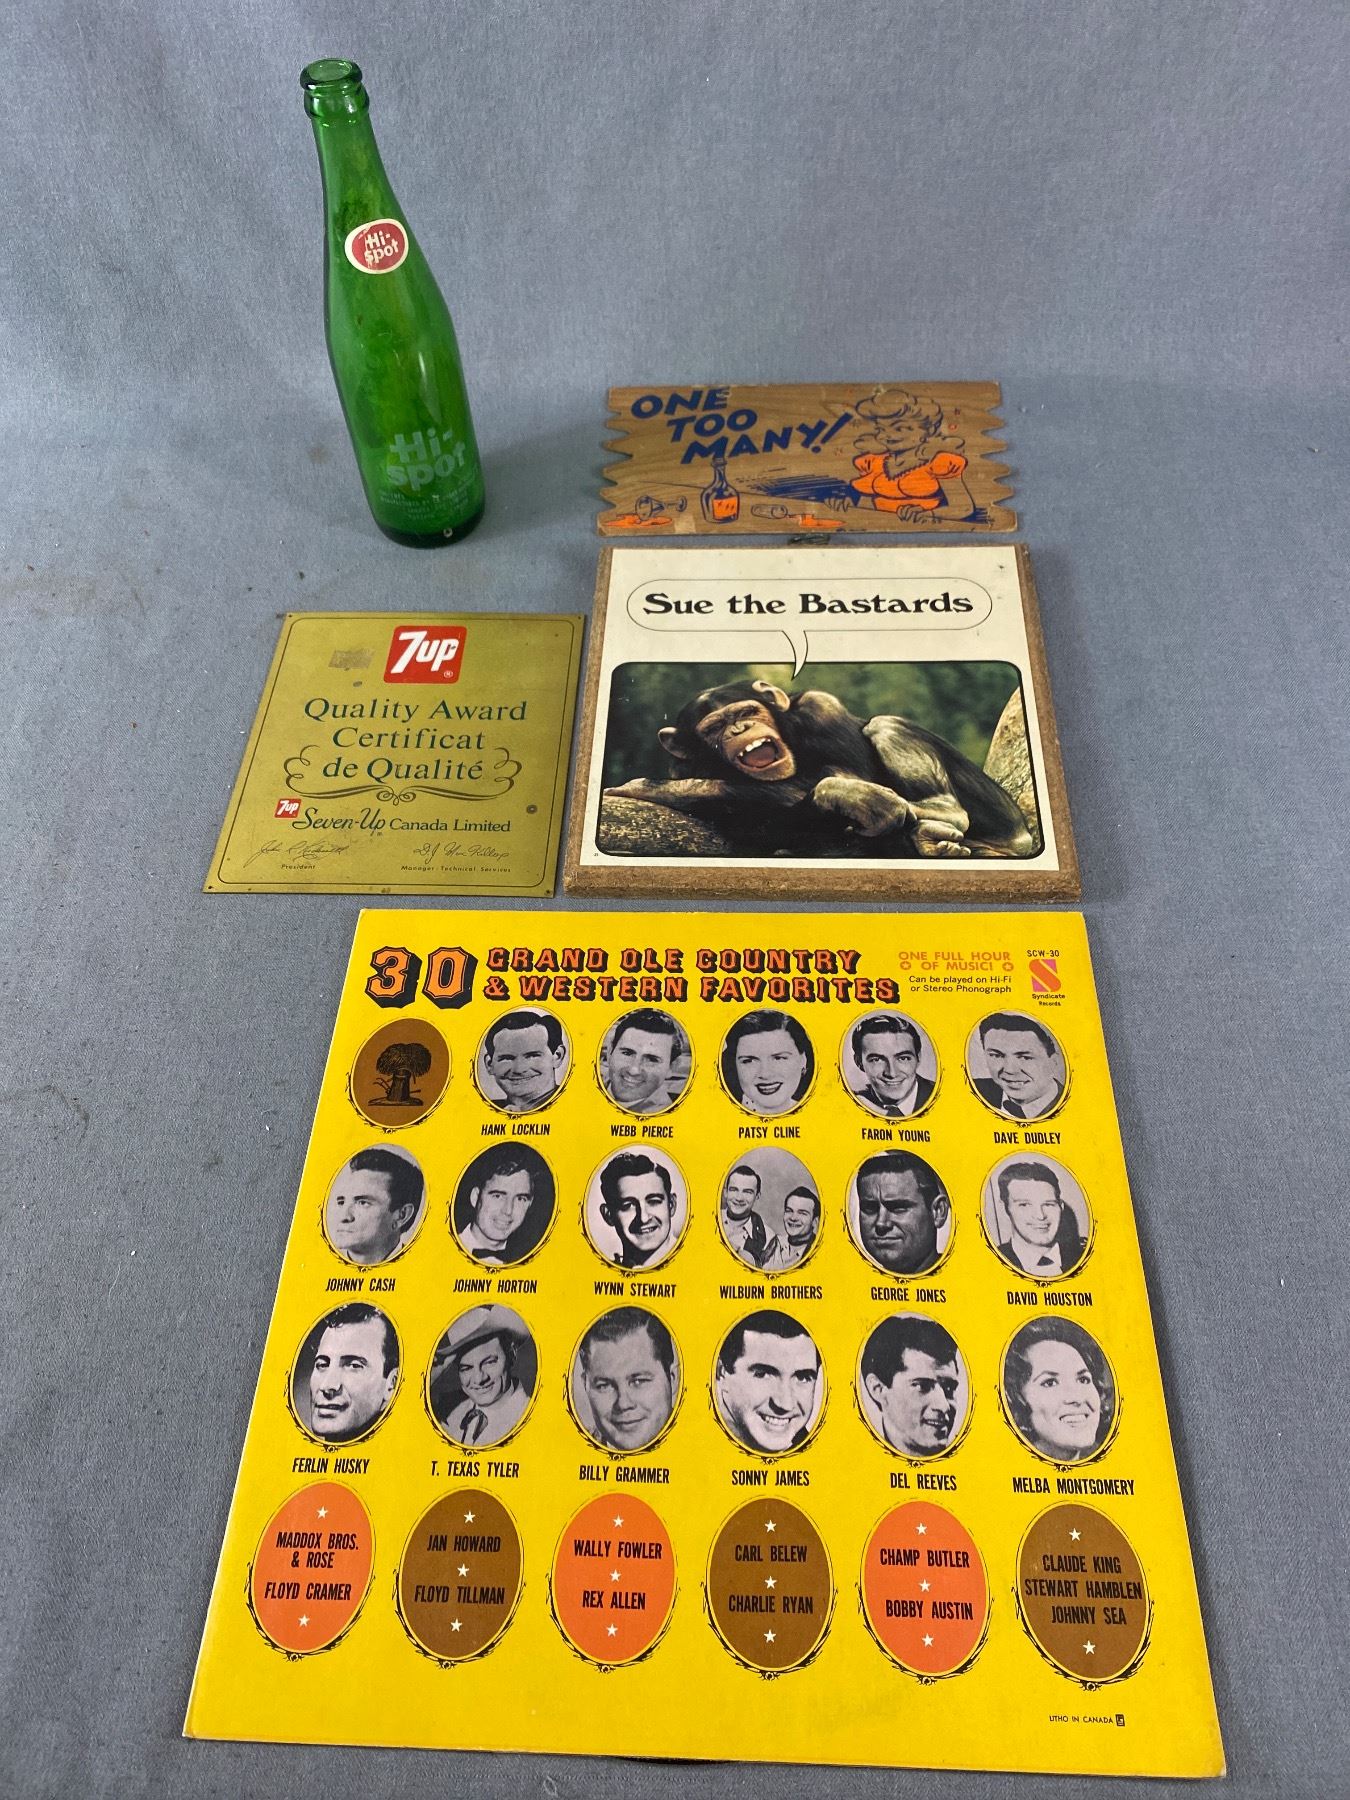 Hi-
spot
Hi-
spot
ONE
TOO
MANY!
Sue the Bastards
7up
Quality Award
Certificat
de Qualité
7up Seven-Up Canada Limited
President
Manager Technical Services
30 GRAND OLE COUNTRY
& WESTERN FAVORITES
ONE FULL HOUR
OF MUSIC!
Can be played on Hi-Fi
or Stereo Phonograph
SCW-30
S
Syndicate
Records
HANK LOCKLIN
WEBB PIERCE
PATSY CLINE
FARON YOUNG
DAVE DUDLEY
JOHNNY CASH
JOHNNY HORTON
WYNN STEWART
WILBURN BROTHERS
GEORGE JONES
DAVID HOUSTON
FERLIN HUSKY
T. TEXAS TYLER
BILLY GRAMMER
SONNY JAMES
DEL REEVES
MELBA MONTGOMERY
MADDOX BROS.
& ROSE
FLOYD CRAMER
JAN HOWARD
FLOYD TILLMAN
WALLY FOWLER
REX ALLEN
CARL BELEW
CHARLIE RYAN
CHAMP BUTLER
BOBBY AUSTIN
CLAUDE KING
STEWART HAMBLEN
JOHNNY SEA
LITHO IN CANADA